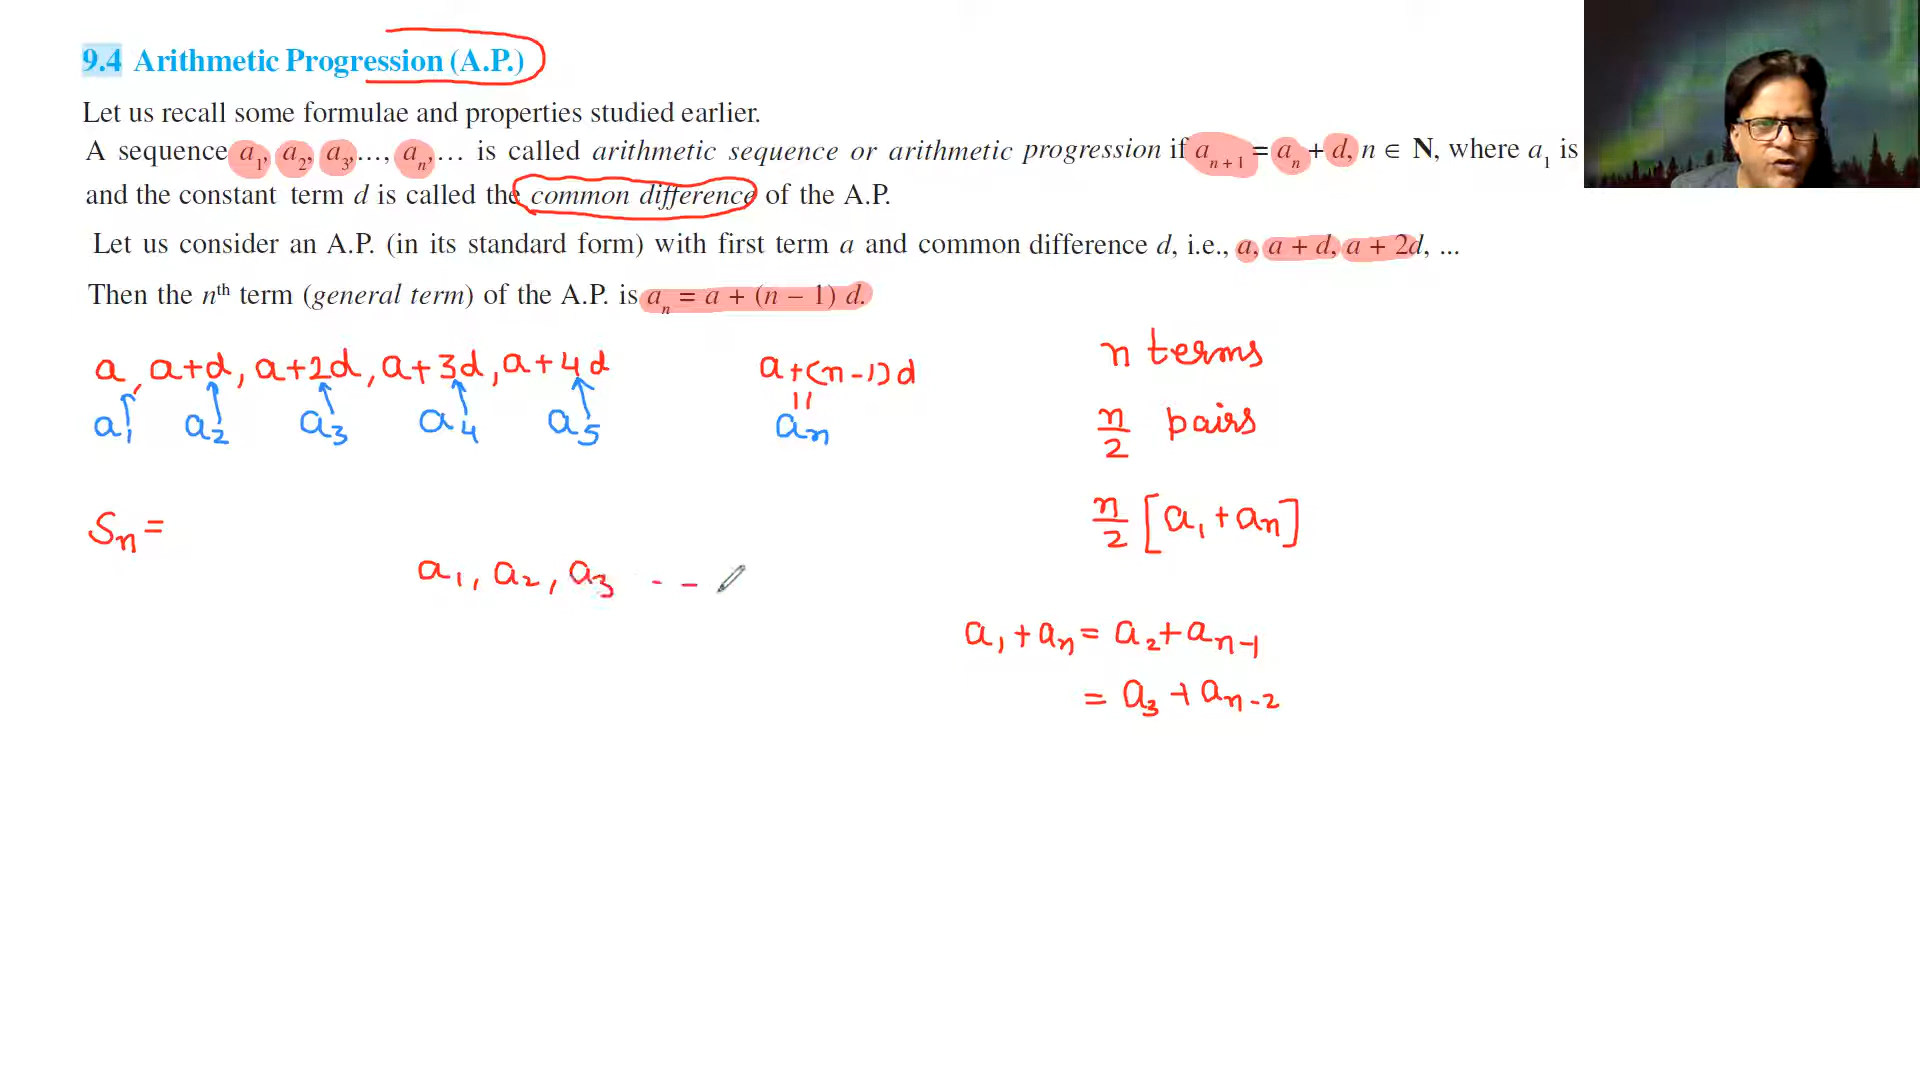 9.4 Arithmetic Progression (A.P.)
Let us recall some formulae and properties studied earlier.
A sequence a₁, a₂, a₃,..., aₙ,... is called arithmetic sequence or arithmetic progression if aₙ₊₁ = aₙ + d, n ∈ N, where a₁ is
and the constant term d is called the common difference of the A.P.
Let us consider an A.P. (in its standard form) with first term a and common difference d, i.e., a, a + d, a + 2d, ...
Then the nᵗʰ term (general term) of the A.P. is aₙ = a + (n – 1) d.
a, a+d, a+2d, a+3d, a+4d a+(n-1)d
a₁ a₂ a₃ a₄ a₅ = aₙ
n terms
n/2 pairs
n/2 [a₁ + aₙ]
Sₙ =
a₁, a₂, a₃ - -
a₁ + aₙ = a₂ + aₙ₋₁
= a₃ + aₙ₋₂